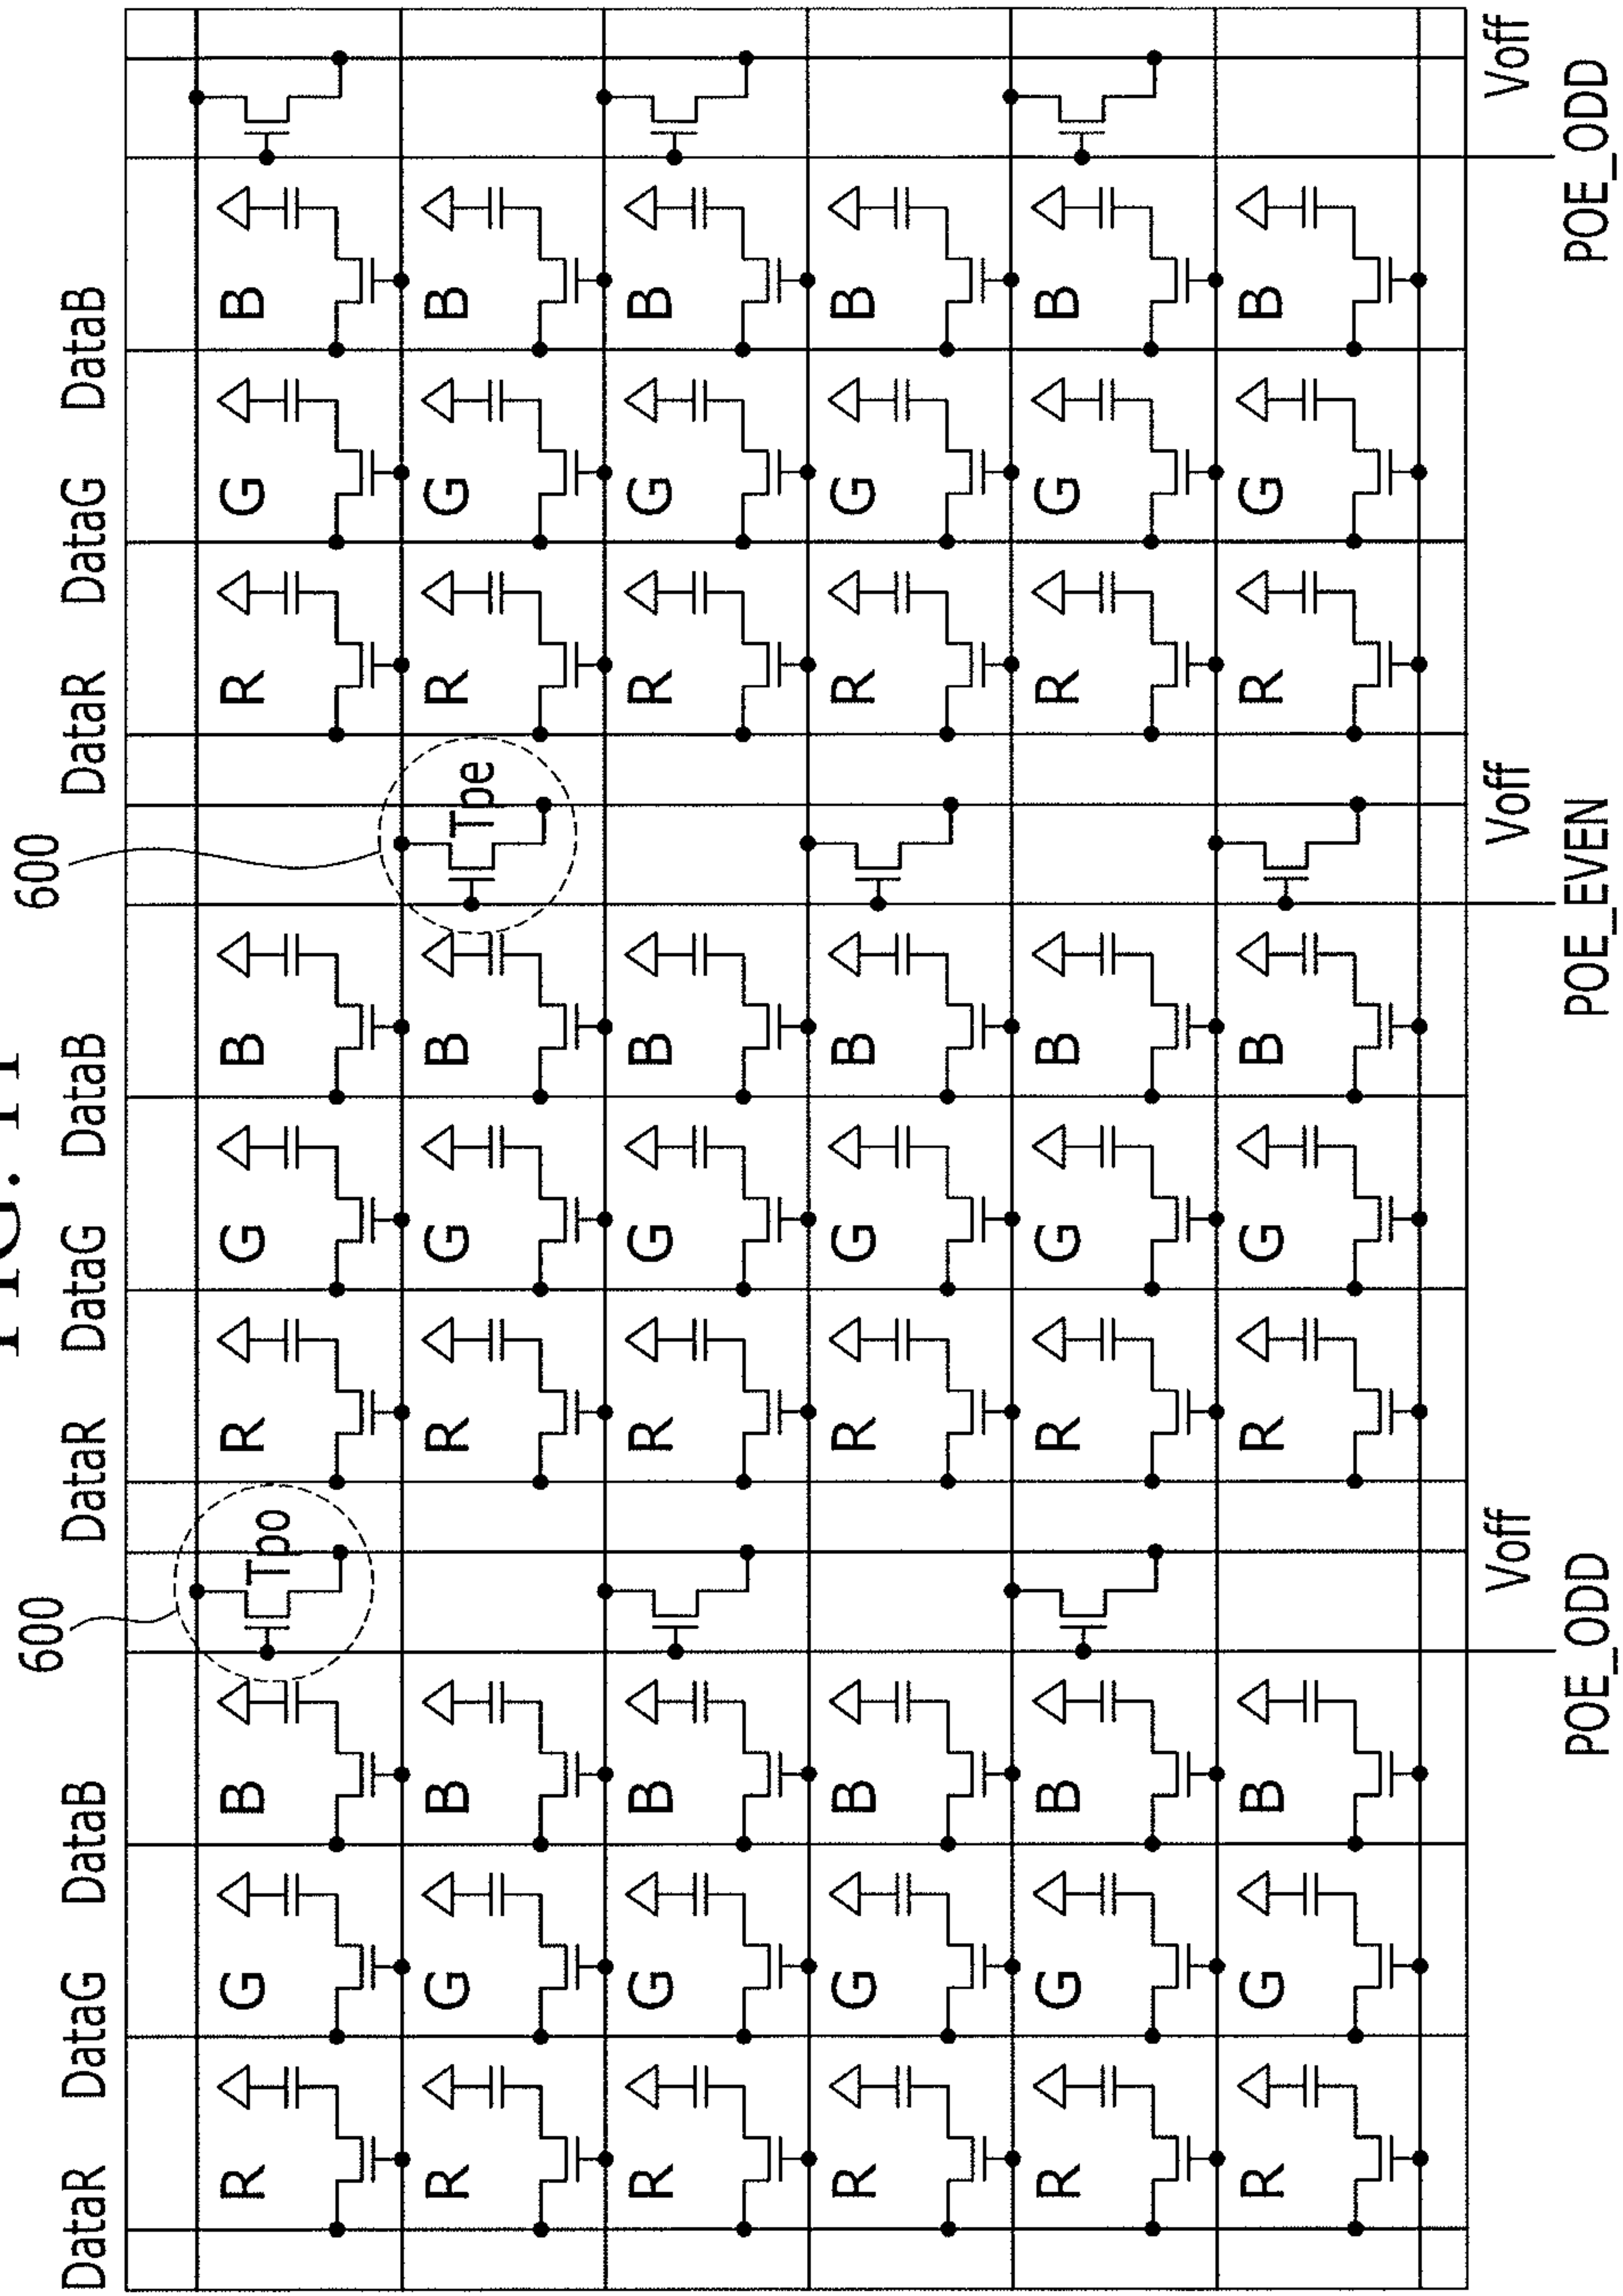 FIG. 11
600 600
DataR DataG DataB DataR DataG DataB DataR DataG DataB
R G B Tpo R G B R G B
R G B R G B Tpe R G B
R G B R G B R G B
R G B R G B R G B
R G B R G B R G B
R G B R G B R G B
Voff Voff Voff
POE_ODD POE_EVEN POE_ODD